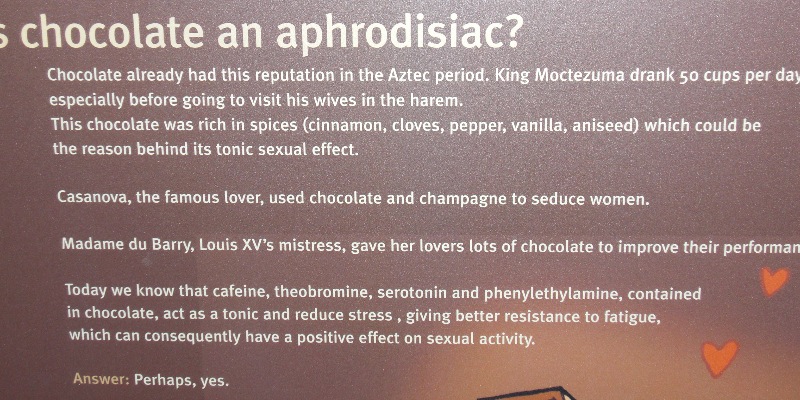 s chocolate an aphrodisiac?
Chocolate already had this reputation in the Aztec period. King Moctezuma drank 50 cups per day
especially before going to visit his wives in the harem.
This chocolate was rich in spices (cinnamon, cloves, pepper, vanilla, aniseed) which could be
the reason behind its tonic sexual effect.
Casanova, the famous lover, used chocolate and champagne to seduce women.
Madame du Barry, Louis XV's mistress, gave her lovers lots of chocolate to improve their performan
Today we know that cafeine, theobromine, serotonin and phenylethylamine, contained
in chocolate, act as a tonic and reduce stress , giving better resistance to fatigue,
which can consequently have a positive effect on sexual activity.
Answer: Perhaps, yes.